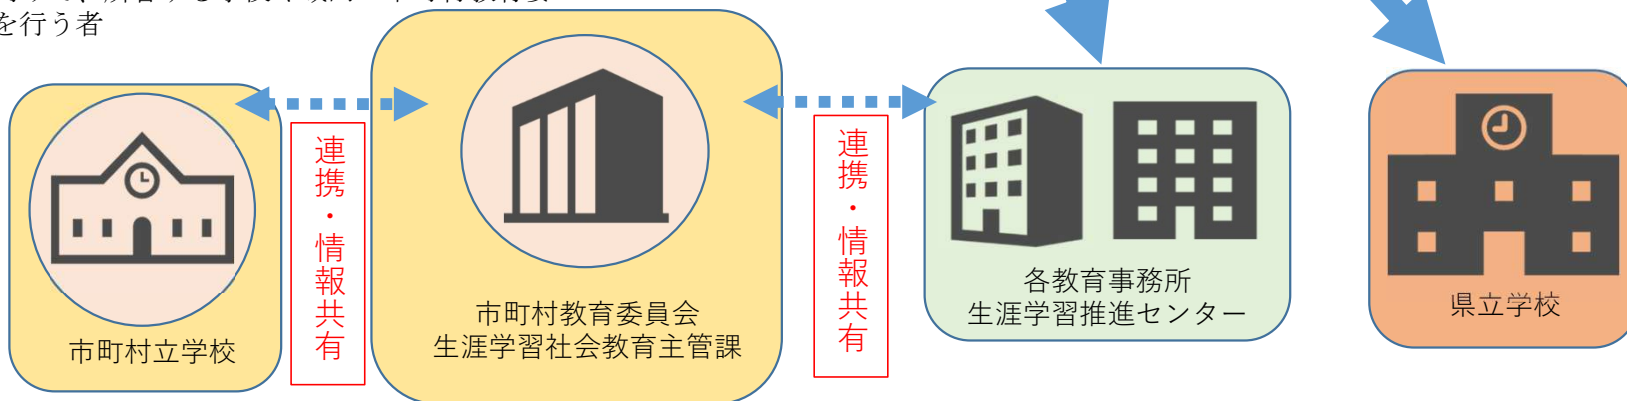 を行う者
連携・情報共有
連携・情報共有
市町村立学校
市町村教育委員会
生涯学習社会教育主管課
各教育事務所
生涯学習推進センター
県立学校